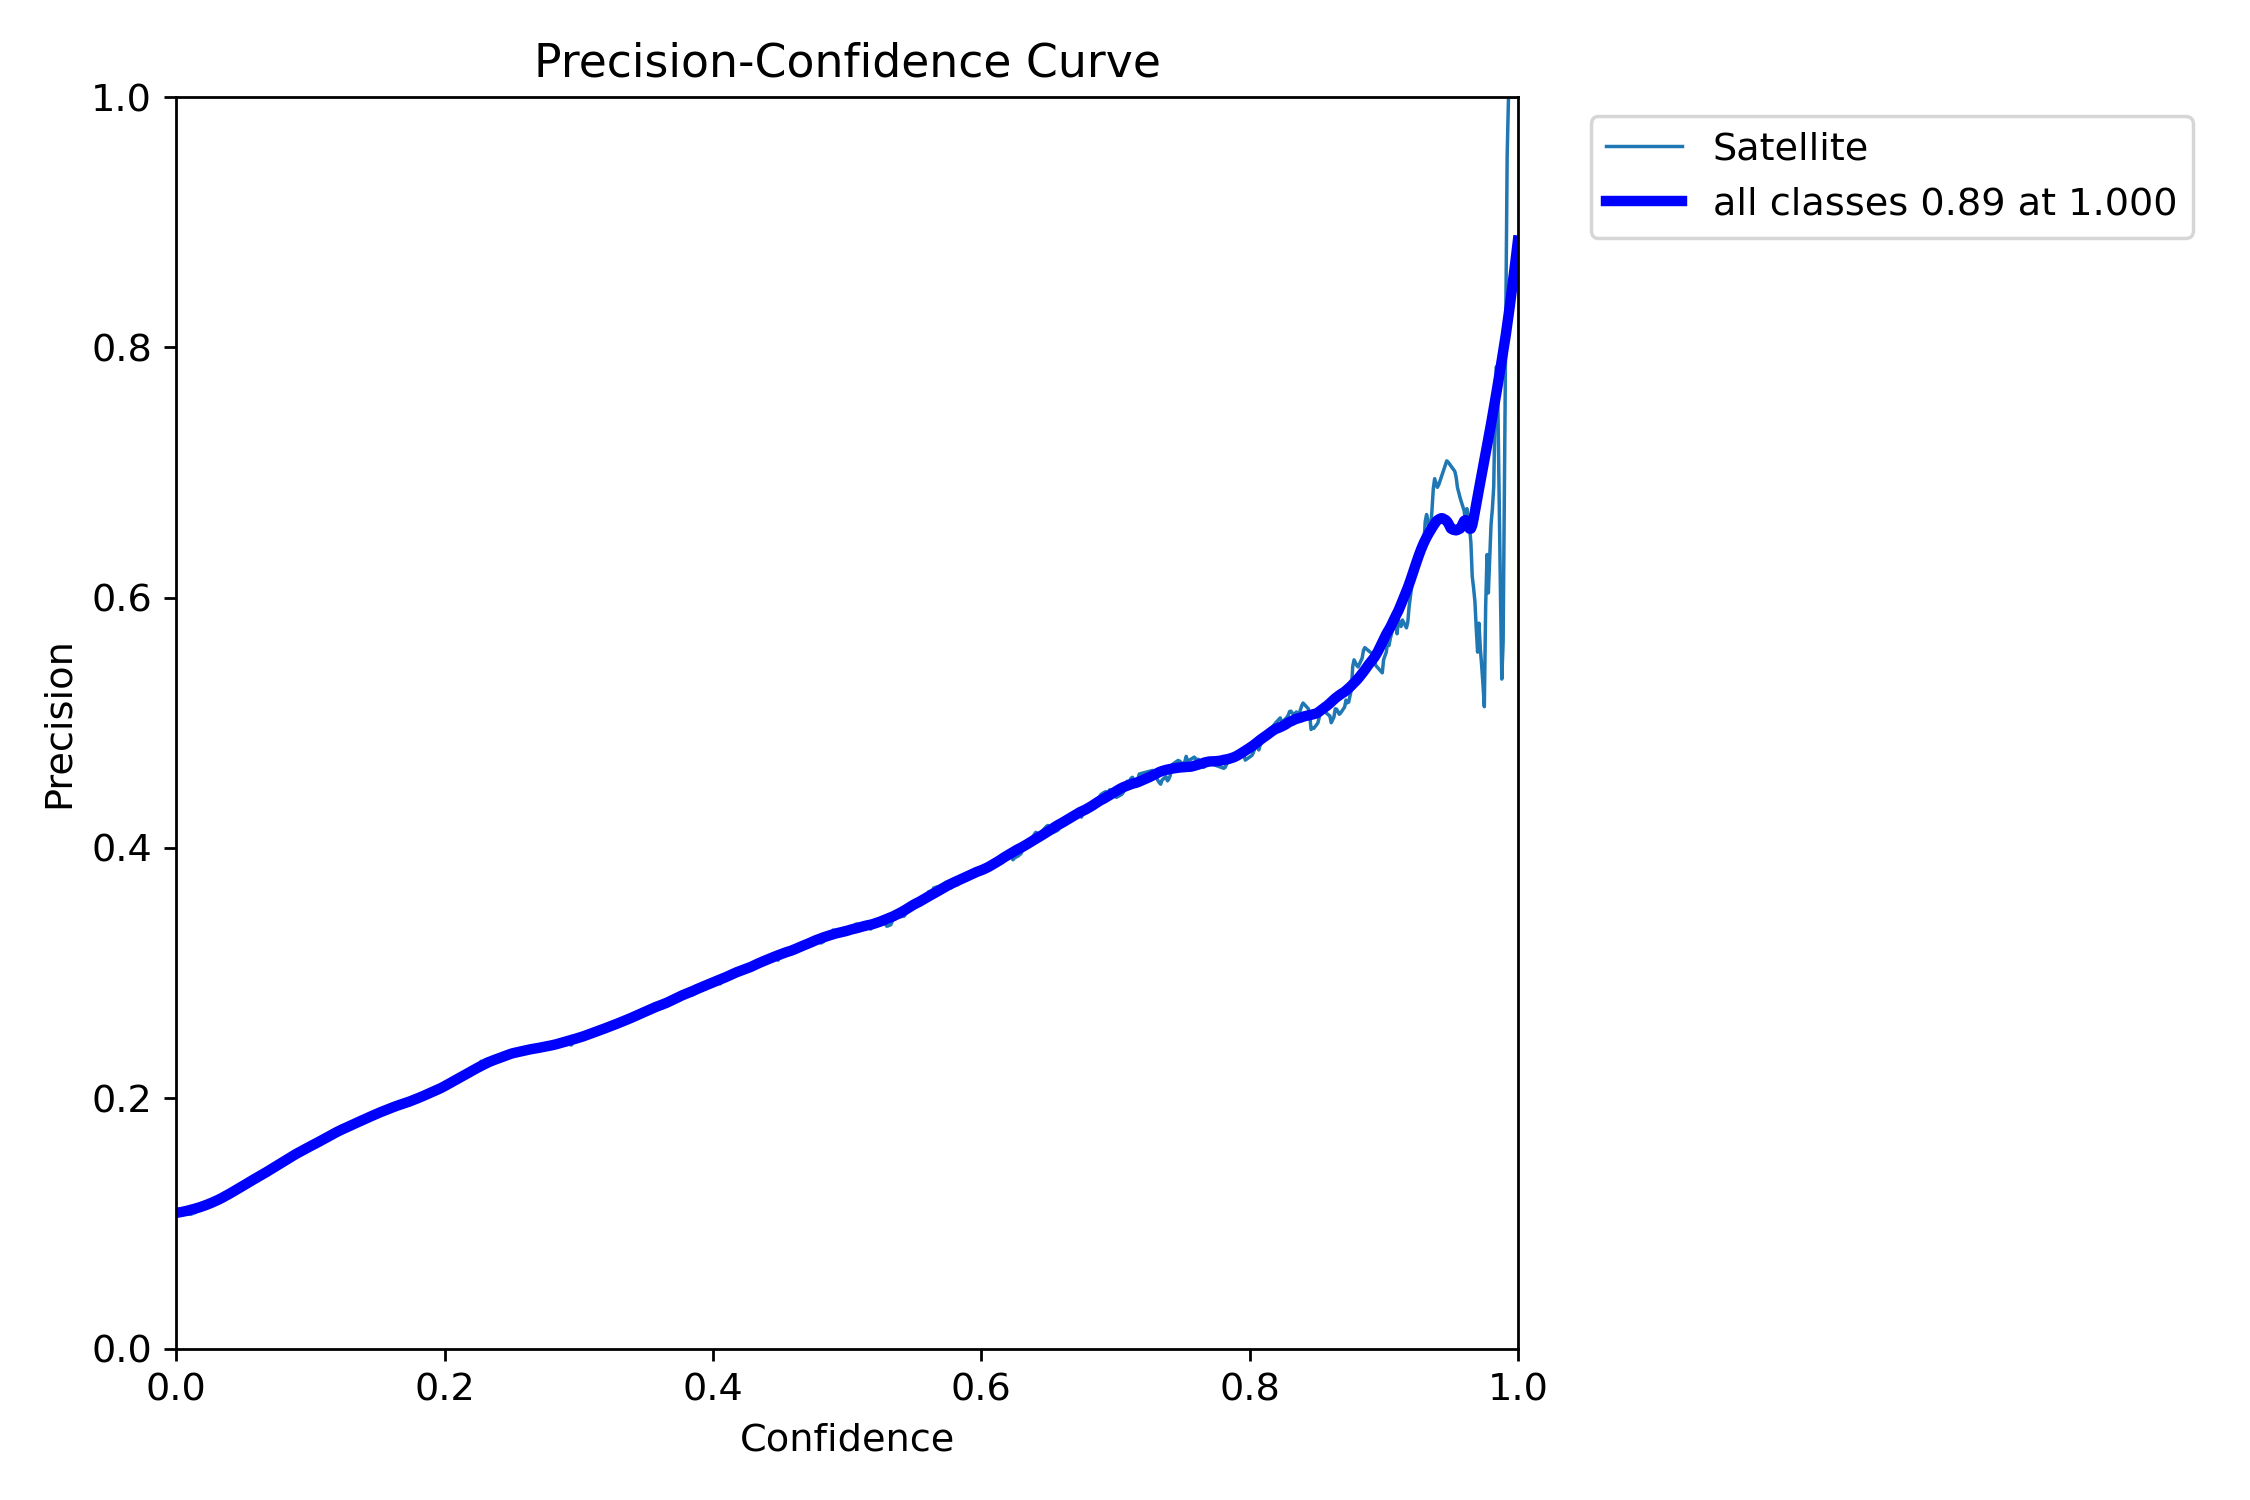 Precision-Confidence Curve
1.0
0.8
0.6
0.4
0.2
0.0
Precision
0.0 0.2 0.4 0.6 0.8 1.0
Confidence
Satellite
all classes 0.89 at 1.000